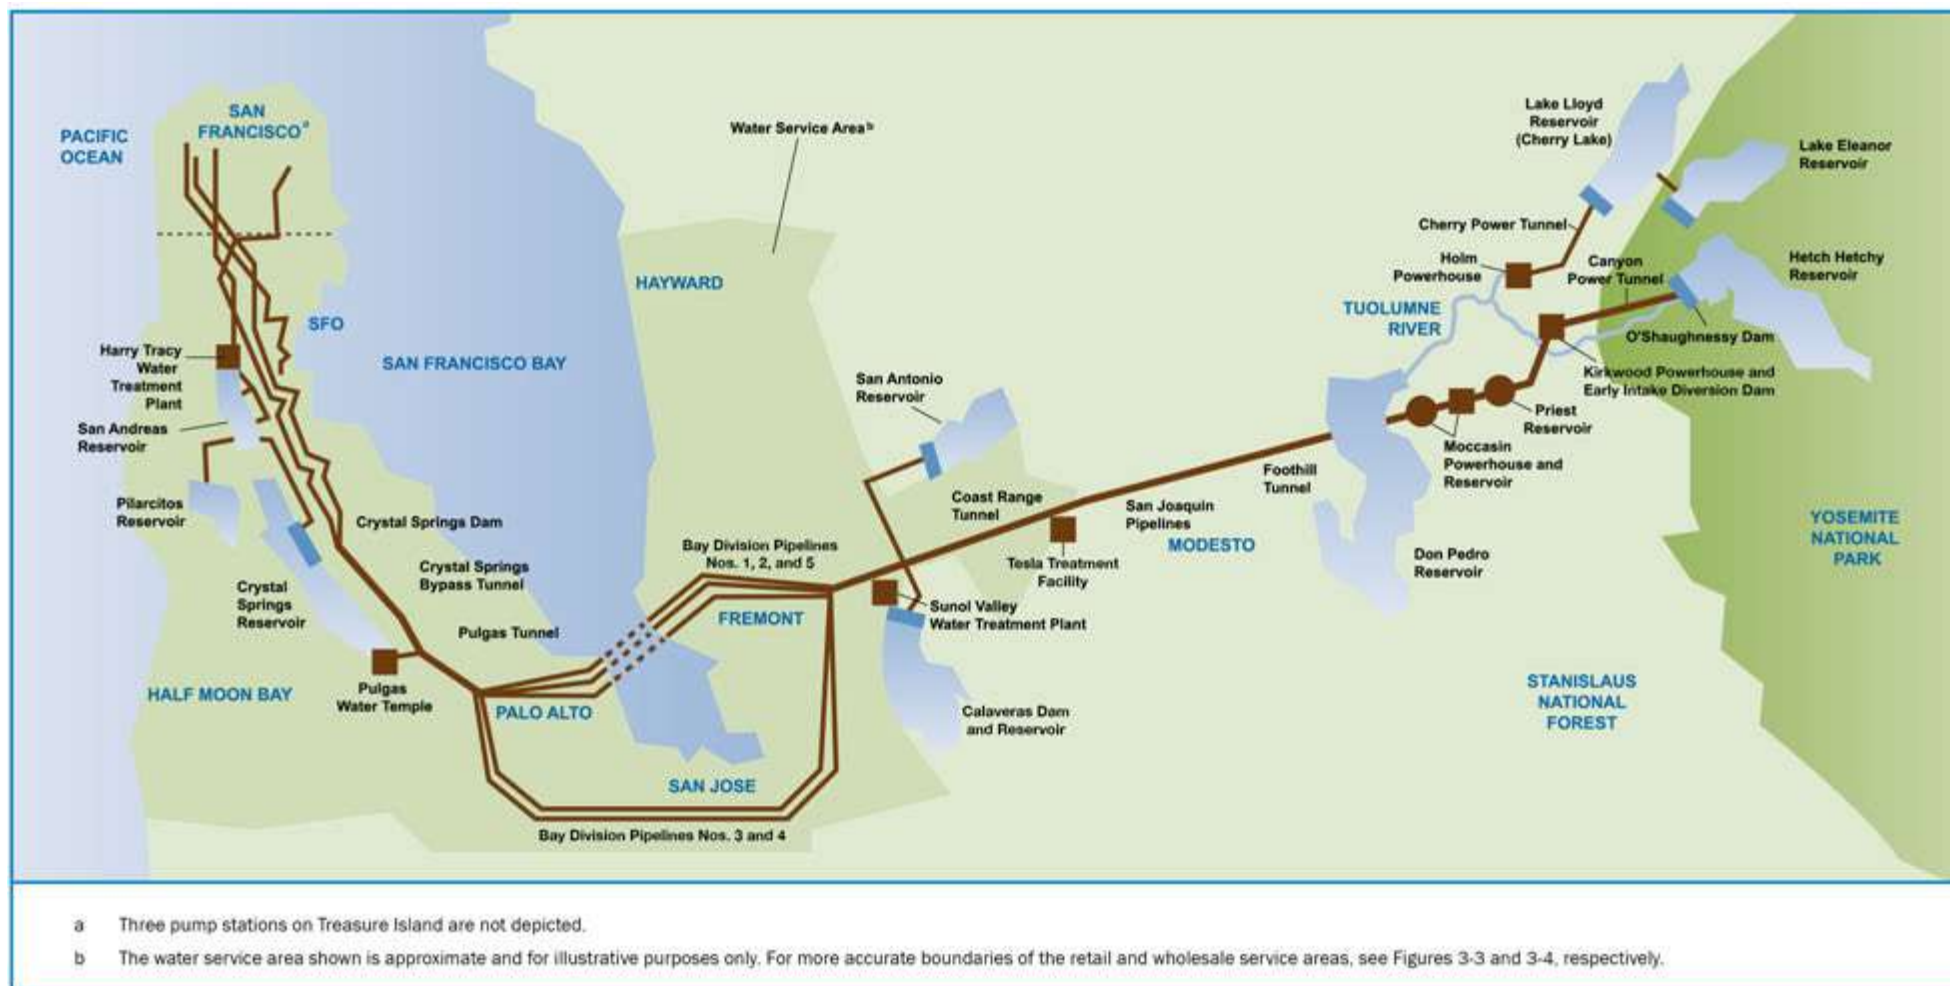 PACIFIC
OCEAN
SAN
FRANCISCOᵃ
Water Service Areaᵇ
Lake Lloyd
Reservoir
(Cherry Lake)
Lake Eleanor
Reservoir
Cherry Power Tunnel
Holm
Powerhouse
Canyon
Power Tunnel
Hetch Hetchy
Reservoir
HAYWARD
TUOLUMNE
RIVER
SFO
O'Shaughnessy Dam
Harry Tracy
Water
Treatment
Plant
SAN FRANCISCO BAY
San Antonio
Reservoir
Kirkwood Powerhouse and
Early Intake Diversion Dam
Priest
Reservoir
San Andreas
Reservoir
Moccasin
Powerhouse and
Reservoir
Foothill
Tunnel
Pilarcitos
Reservoir
Crystal Springs Dam
Coast Range
Tunnel
San Joaquin
Pipelines
MODESTO
YOSEMITE
NATIONAL
PARK
Bay Division Pipelines
Nos. 1, 2, and 5
Crystal Springs
Bypass Tunnel
Tesla Treatment
Facility
Don Pedro
Reservoir
Crystal
Springs
Reservoir
FREMONT
Sunol Valley
Water Treatment Plant
Pulgas Tunnel
HALF MOON BAY
Pulgas
Water Temple
PALO ALTO
Calaveras Dam
and Reservoir
STANISLAUS
NATIONAL
FOREST
SAN JOSE
Bay Division Pipelines Nos. 3 and 4
a Three pump stations on Treasure Island are not depicted.
b The water service area shown is approximate and for illustrative purposes only. For more accurate boundaries of the retail and wholesale service areas, see Figures 3-3 and 3-4, respectively.